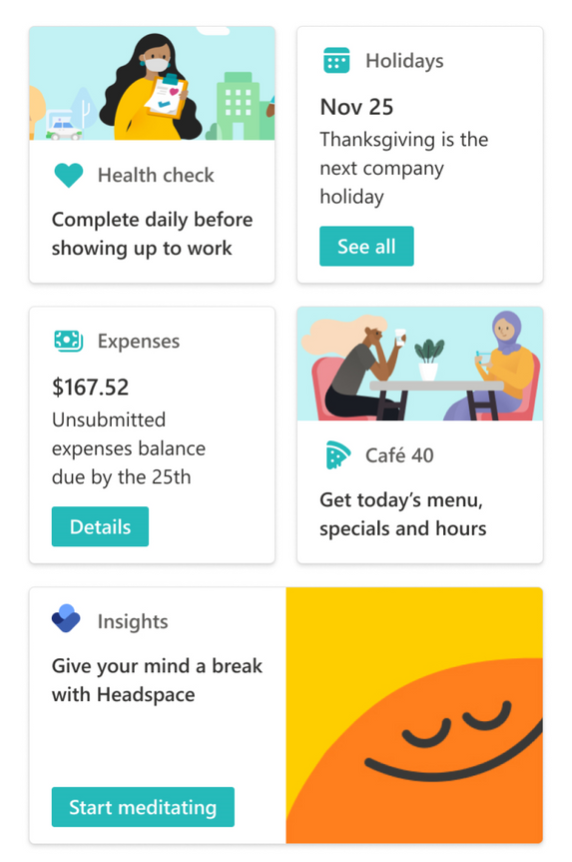 Health check
Complete daily before
showing up to work
Holidays
Nov 25
Thanksgiving is the
next company
holiday
See all
Expenses
$167.52
Unsubmitted
expenses balance
due by the 25th
Details
Café 40
Get today's menu,
specials and hours
Insights
Give your mind a break
with Headspace
Start meditating